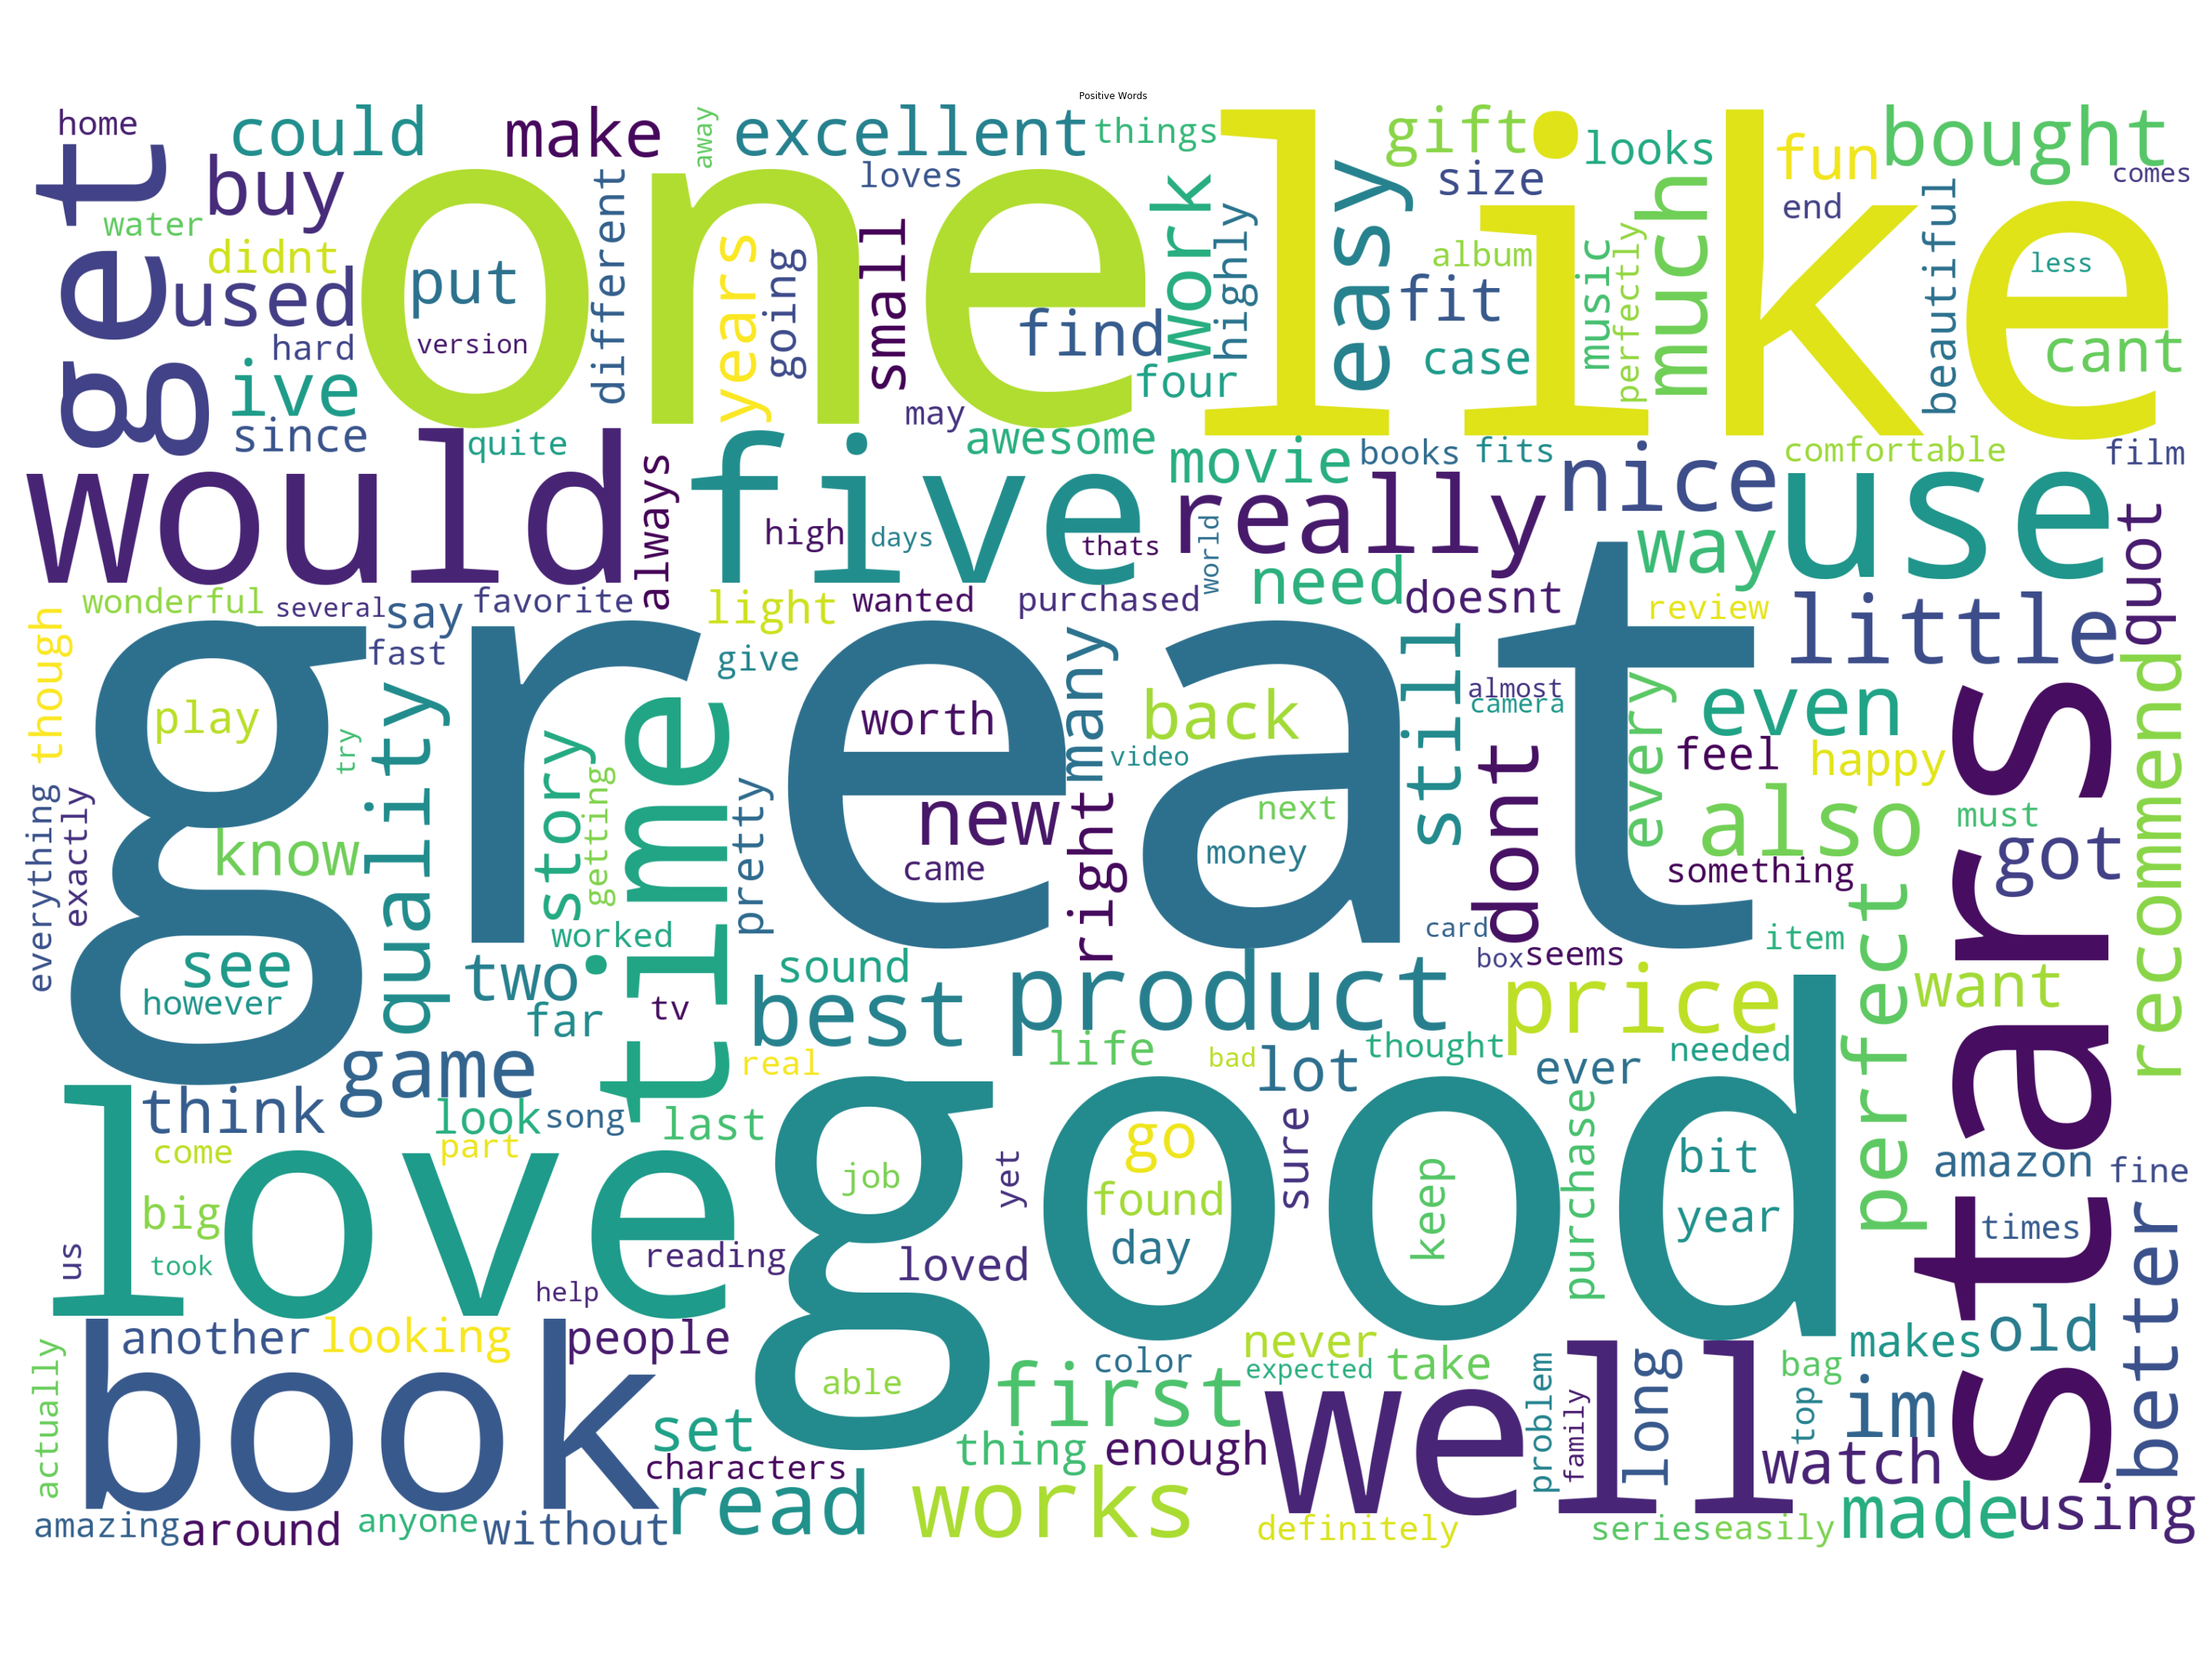 Positive Words
home
could
make
away
excellent
things
like
gift
looks
fun
bought
comes
get
buy
one
loves
work
easy
size
much
end
beautiful
water
didnt
used
put
version
different
years
going
small
find
highly
four
album
fit
case
music
perfectly
less
cant
hard
ive
since
quite
may
awesome
movie
books
fits
nice
comfortable
film
would
always
five
high
days
thats
world
really
need
doesnt
way
use
quot
wonderful
several
say
favorite
light
wanted
purchased
review
little
though
fast
give
great
many
still
almost
camera
every
even
stars
recommend
play
try
quality
story
time
worth
back
video
dont
feel
happy
everything
exactly
know
getting
pretty
new
came
right
next
money
also
something
must
got
see
however
worked
two
far
tv
sound
best
product
card
box
seems
price
item
perfect
want
game
real
life
bad
lot
thought
ever
needed
think
look
song
last
good
love
come
part
big
took
us
job
reading
help
loved
yet
go
found
day
sure
keep
purchase
bit
year
amazon
fine
times
better
another
looking
people
book
actually
able
color
never
expected
take
first
well
problem
family
long
makes
old
bag
top
im
set
characters
thing
enough
watch
read
works
made
using
amazing
around
anyone
without
definitely
series
easily